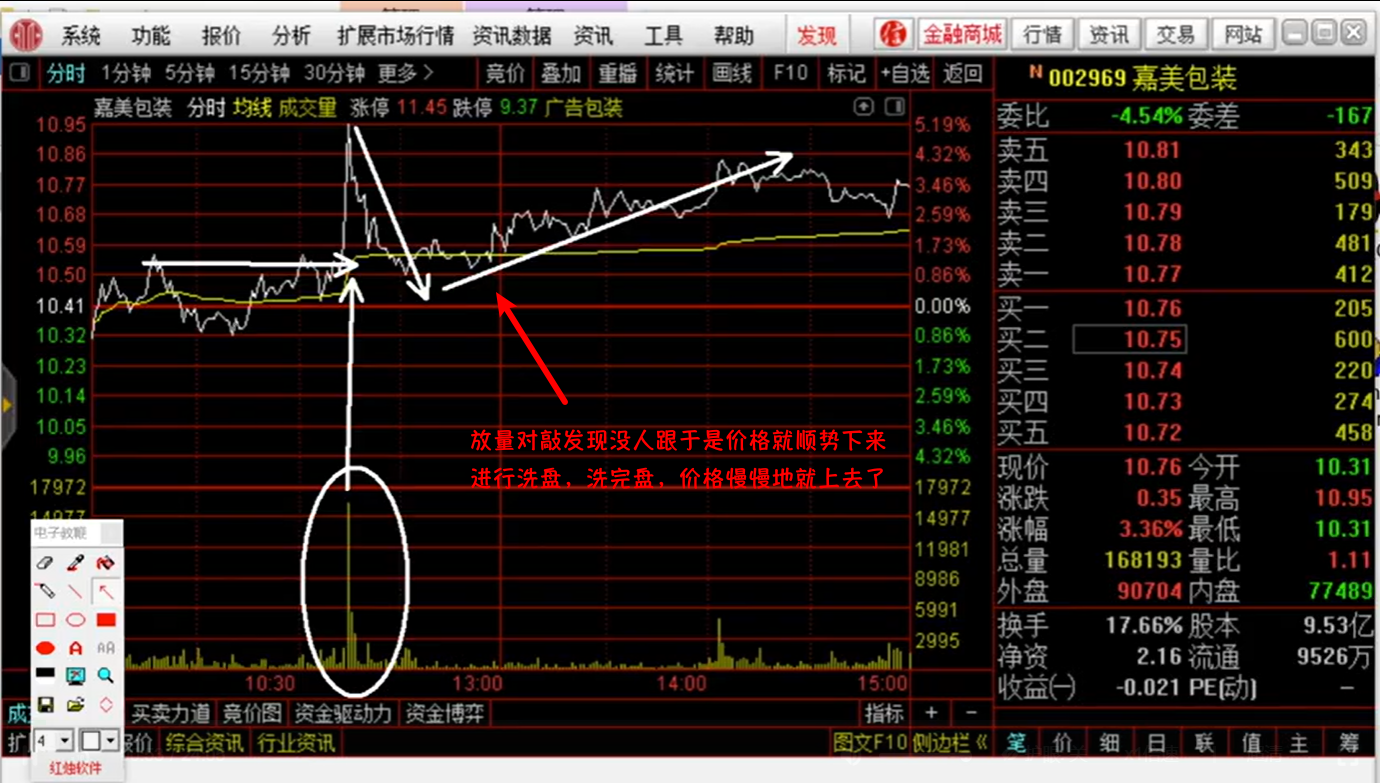 系统 功能 报价 分析 扩展市场行情 资讯数据 资讯 工具 帮助 发现 金融商城 行情 资讯 交易 网站
分时 1分钟 5分钟 15分钟 30分钟 更多 竞价 叠加 重播 统计 画线 F10 标记 +自选 返回
N 002969 嘉美包装
嘉美包装 分时 均线 成交量 涨停 11.45 跌停 9.37 广告包装
10.95 5.19%
10.86 4.32%
10.77 3.46%
10.68 2.59%
10.59 1.73%
10.50 0.86%
10.41 0.00%
10.32 0.86%
10.23 1.73%
10.14 2.59%
10.05 3.46%
9.96 4.32%
17972 17972
14977 14977
11981
8986
5991
2995
放量对敲发现没人跟于是价格就顺势下来
进行洗盘，洗完盘，价格慢慢地就上去了
10:30 13:00 14:00 15:00
委比 -4.54% 委差 -167
卖五 10.81 343
卖四 10.80 509
卖三 10.79 179
卖二 10.78 481
卖一 10.77 412
买一 10.76 205
买二 10.75 600
买三 10.74 220
买四 10.73 274
买五 10.72 458
现价 10.76 今开 10.31
涨跌 0.35 最高 10.95
涨幅 3.36% 最低 10.31
总量 168193 量比 1.11
外盘 90704 内盘 77489
换手 17.66% 股本 9.53亿
净资 2.16 流通 9526万
收益(一) -0.021 PE(动) —
电子教鞭
A AA
4
红烛软件
买卖力道 竞价图 资金驱动力 资金博弈 指标 + -
扩 报价 综合资讯 行业资讯 图文F10 侧边栏 《
笔 价 细 日 联 值 主 筹